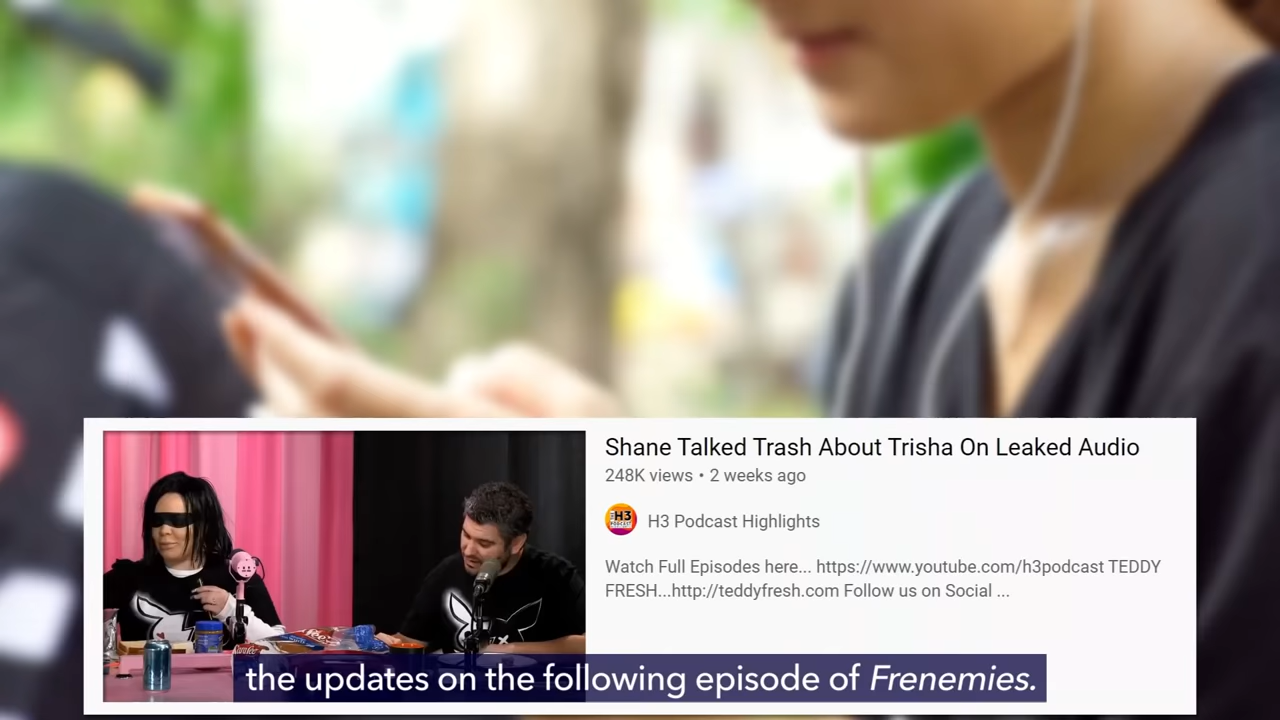 Shane Talked Trash About Trisha On Leaked Audio
248K views • 2 weeks ago
H3 PODCAST
H3 Podcast Highlights
Watch Full Episodes here... https://www.youtube.com/h3podcast TEDDY
FRESH...http://teddyfresh.com Follow us on Social ...
the updates on the following episode of Frenemies.